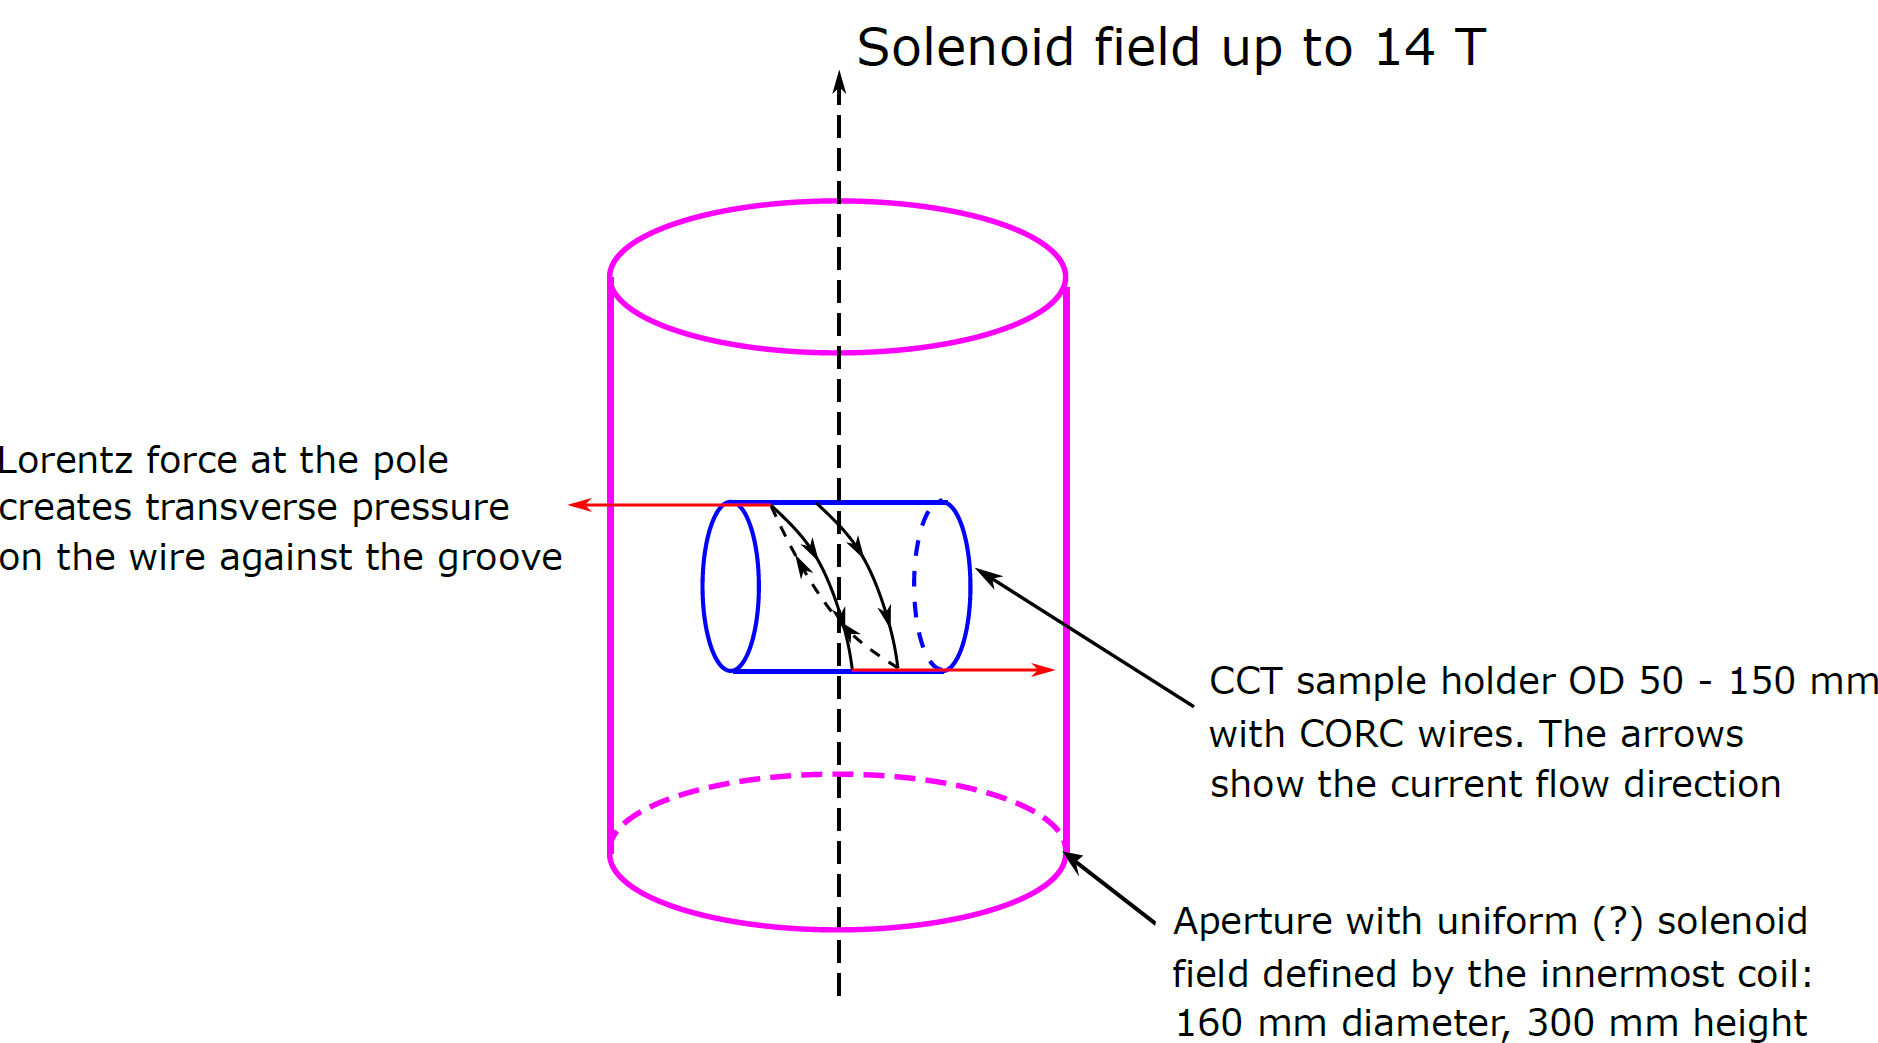 Solenoid field up to 14 T
Lorentz force at the pole
creates transverse pressure
on the wire against the groove
CCT sample holder OD 50 - 150 mm
with CORC wires. The arrows
show the current flow direction
Aperture with uniform (?) solenoid
field defined by the innermost coil:
160 mm diameter, 300 mm height